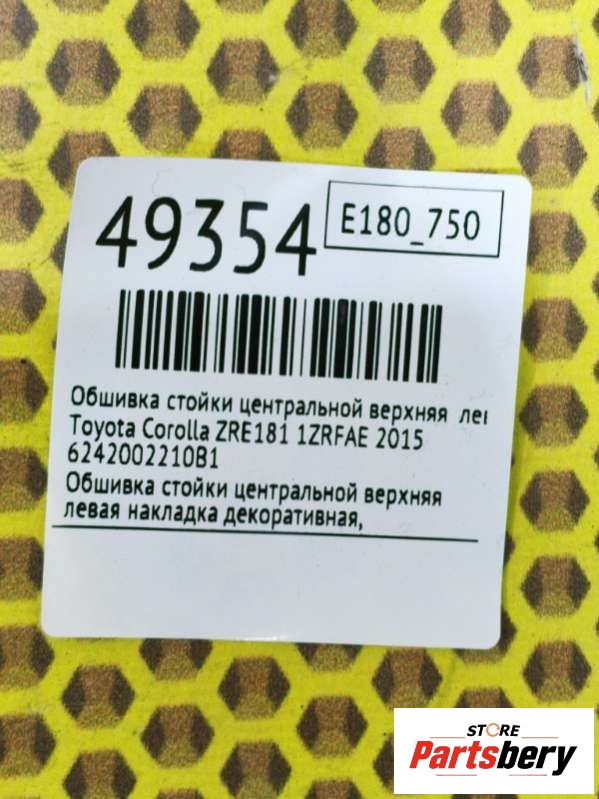 49354
E180_750
Обшивка стойки центральной верхняя
Toyota Corolla ZRE181 1ZRFAE 2015
6242002210B1
Обшивка стойки центральной верхняя
левая накладка декоративная,
STORE
Partsbery